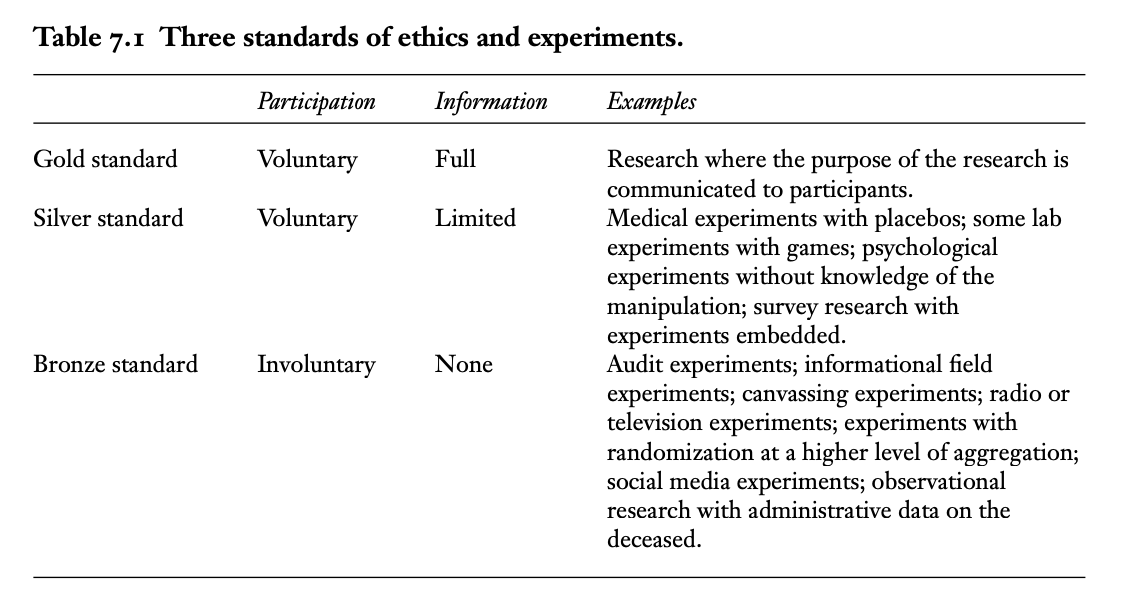 Table 7.1 Three standards of ethics and experiments.
Participation Information Examples
Gold standard Voluntary Full Research where the purpose of the research is
communicated to participants.
Silver standard Voluntary Limited Medical experiments with placebos; some lab
experiments with games; psychological
experiments without knowledge of the
manipulation; survey research with
experiments embedded.
Bronze standard Involuntary None Audit experiments; informational field
experiments; canvassing experiments; radio or
television experiments; experiments with
randomization at a higher level of aggregation;
social media experiments; observational
research with administrative data on the
deceased.